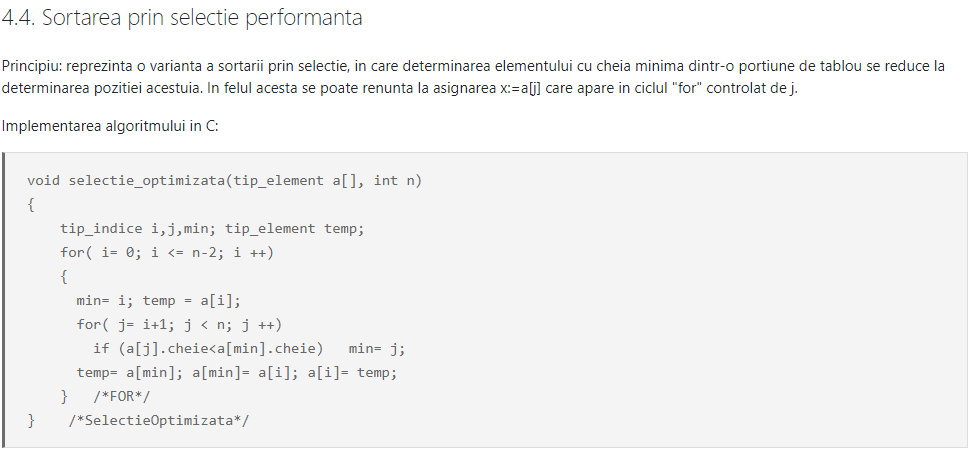 4.4. Sortarea prin selectie performanta
Principiu: reprezinta o varianta a sortarii prin selectie, in care determinarea elementului cu cheia minima dintr-o portiune de tablou se reduce la
determinarea pozitiei acestuia. In felul acesta se poate renunta la asignarea x:=a[j] care apare in ciclul "for" controlat de j.
Implementarea algoritmului in C:
void selectie_optimizata(tip_element a[], int n)
{
    tip_indice i,j,min; tip_element temp;
    for( i= 0; i <= n-2; i ++)
    {
      min= i; temp = a[i];
      for( j= i+1; j < n; j ++)
        if (a[j].cheie<a[min].cheie)   min= j;
      temp= a[min]; a[min]= a[i]; a[i]= temp;
    }   /*FOR*/
}    /*SelectieOptimizata*/